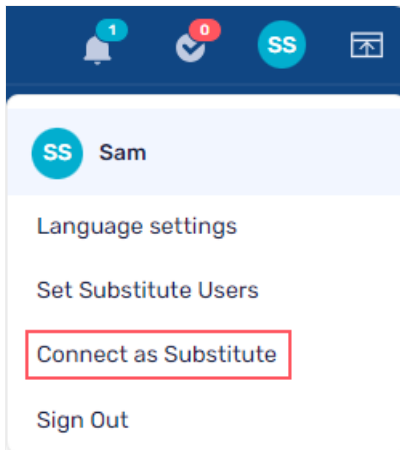 1 0 SS
SS Sam
Language settings
Set Substitute Users
Connect as Substitute
Sign Out